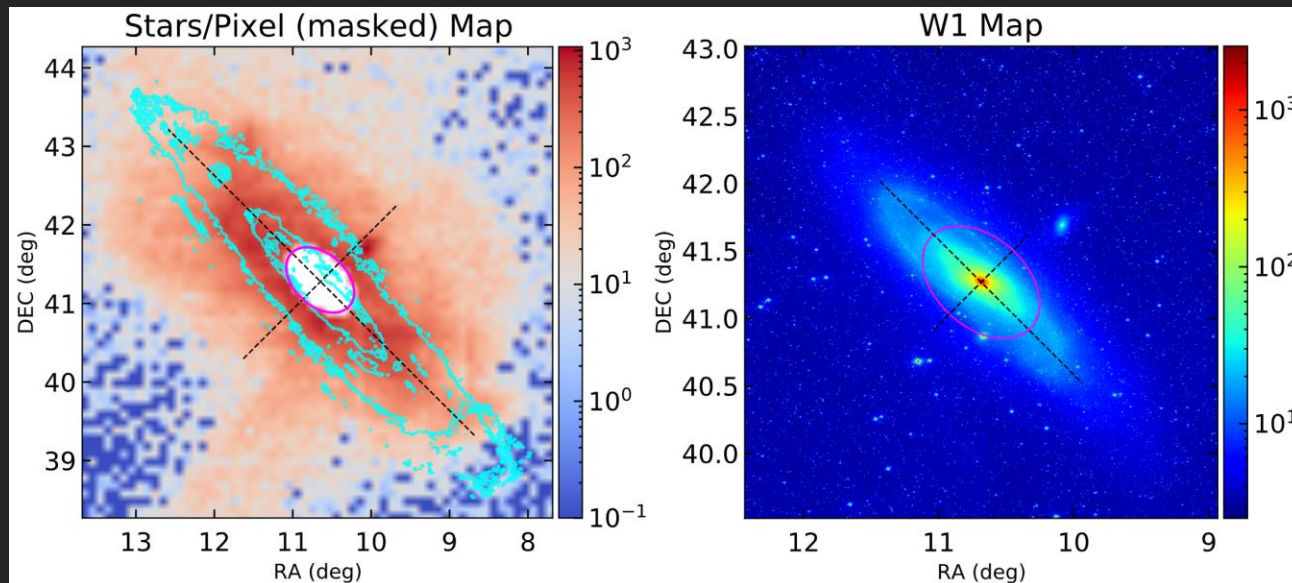 Stars/Pixel (masked) Map
44
43
42
41
40
39
DEC (deg)
13 12 11 10 9 8
RA (deg)
10³
10²
10¹
10⁰
10⁻¹
W1 Map
43.0
42.5
42.0
41.5
41.0
40.5
40.0
DEC (deg)
12 11 10 9
RA (deg)
10³
10²
10¹